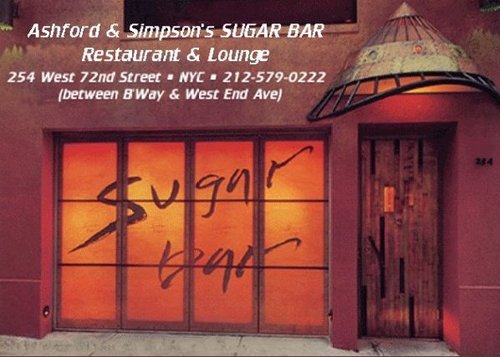 Ashford & Simpson's SUGAR BAR
Restaurant & Lounge
254 West 72nd Street ▪ NYC ▪ 212-579-0222
(between B'Way & West End Ave)
254
Sugar
bar